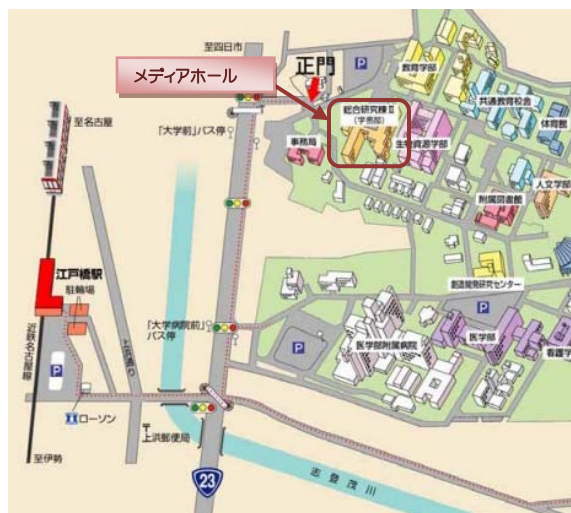 至四日市
正門
メディアホール
教育学部
共通教育校舎
体育館
総合研究棟Ⅱ
(学務部)
至名古屋
「大学前」バス停
事務局
生物資源学部
人文学部
附属図書館
江戸橋駅
駐輪場
創造開発研究センター
「大学病院前」
バス停
P
P
P
P
医学部附属病院
医学部
看護学
近鉄名古屋線
ローソン
〒
上浜郵便局
至伊勢
23
志登茂川